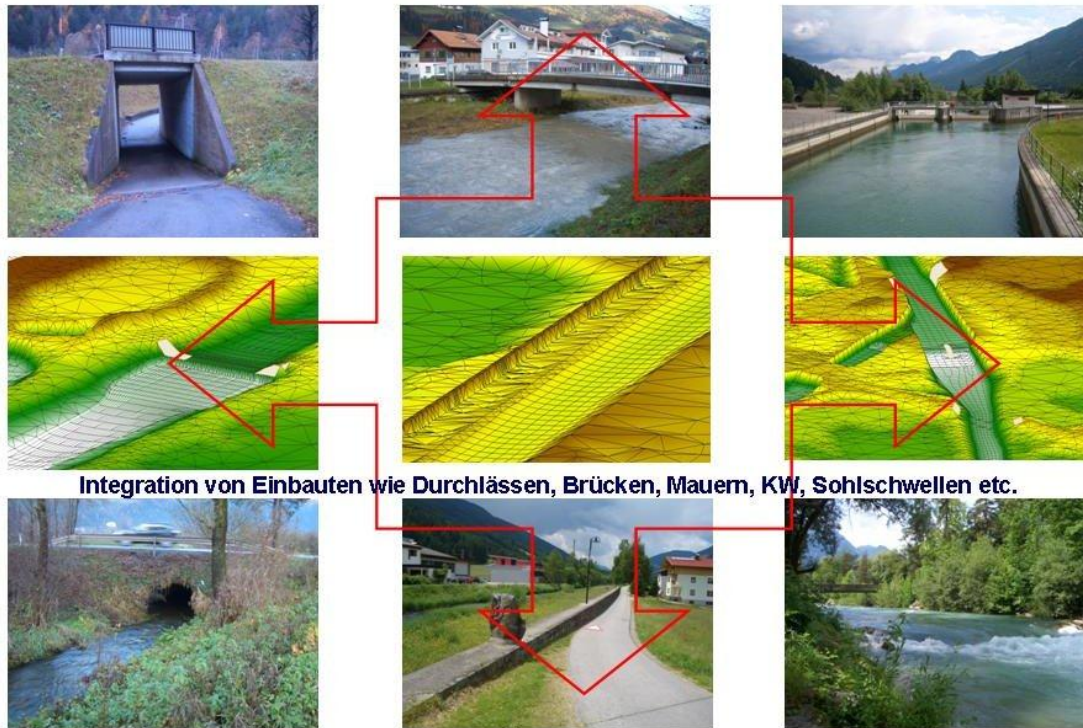 Integration von Einbauten wie Durchlässen, Brücken, Mauern, KW, Sohlschwellen etc.